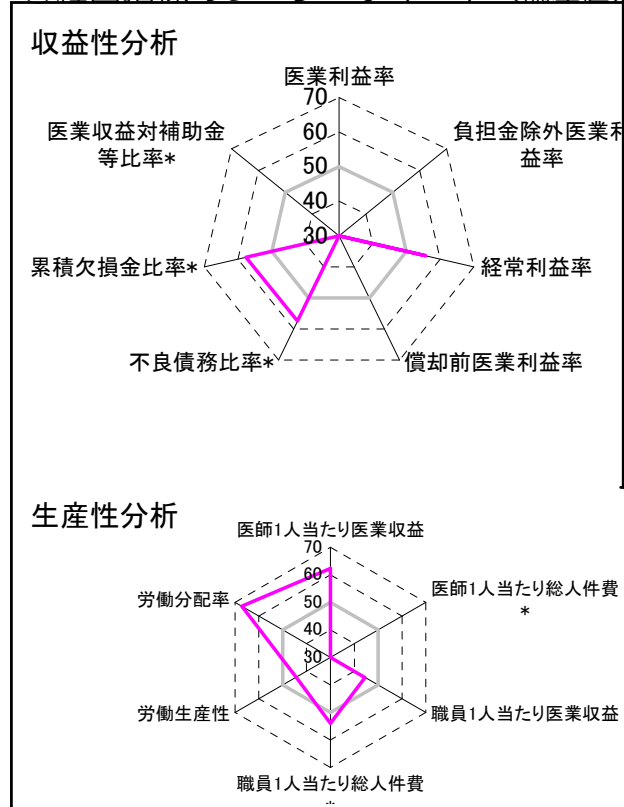 収益性分析
医業利益率
70
60
50
40
30
負担金除外医業利
益率
経常利益率
償却前医業利益率
不良債務比率*
累積欠損金比率*
医業収益対補助金
等比率*
生産性分析
医師1人当たり医業収益
70
60
50
40
30
医師1人当たり総人件費
*
職員1人当たり医業収益
職員1人当たり総人件費
*
労働生産性
労働分配率